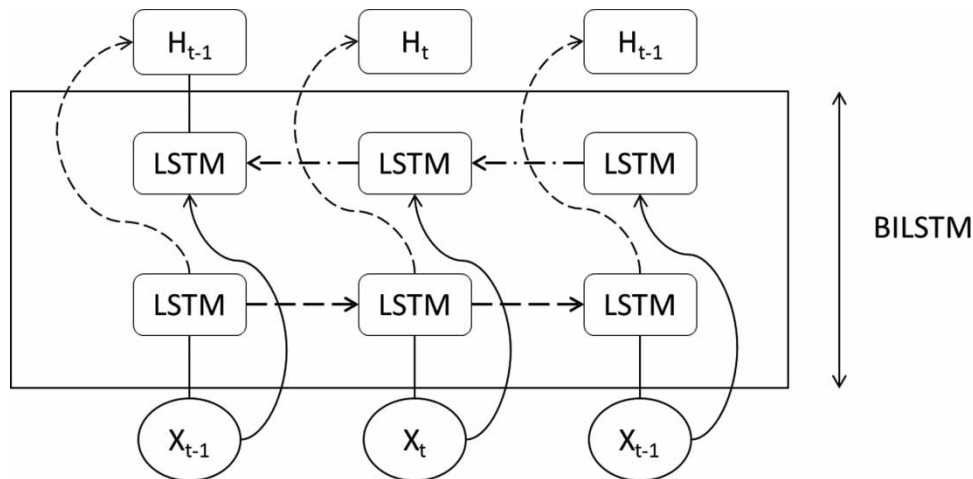 H_{t-1} H_t H_{t-1}
LSTM LSTM LSTM
BILSTM
LSTM LSTM LSTM
X_{t-1} X_t X_{t-1}